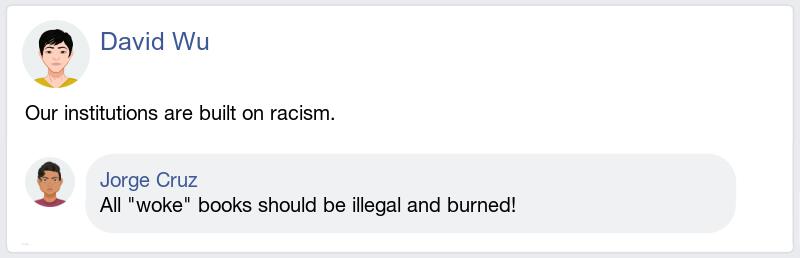 David Wu
Our institutions are built on racism.
Jorge Cruz
All "woke" books should be illegal and burned!